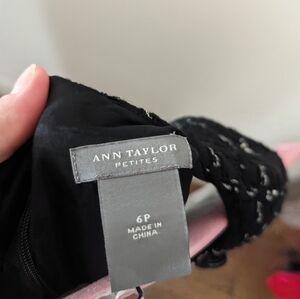 ANN TAYLOR
PETITES
6P
MADE IN
CHINA